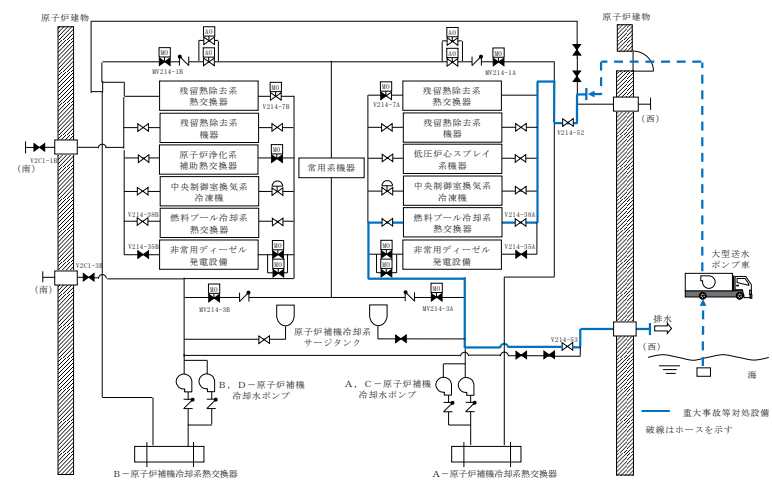 原子炉建物
原子炉建物
AO
AO
MO
MV214-1B
AO
AO
MO
MV214-1A
残留熱除去系
熱交換器
MO
V214-7B
残留熱除去系
機器
原子炉浄化系
補助熱交換器
MO
中央制御室換気系
冷凍機
V214-38B
燃料プール冷却系
熱交換器
V214-35B
非常用ディーゼル
発電設備
MO
MO
常用系機器
MO
V214-7A
残留熱除去系
熱交換器
残留熱除去系
機器
低圧炉心スプレイ
系機器
中央制御室換気系
冷凍機
燃料プール冷却系
熱交換器
V214-38A
MO
MO
非常用ディーゼル
発電設備
V214-35A
V214-52
(西)
V2C1-1B
(南)
V2C1-3B
(南)
MO
MV214-3B
MO
MV214-3A
原子炉補機冷却系
サージタンク
V214-53
(西)
排水
大型送水
ポンプ車
海
B，D－原子炉補機
冷却水ポンプ
A，C－原子炉補機
冷却水ポンプ
B－原子炉補機冷却系熱交換器
A－原子炉補機冷却系熱交換器
重大事故等対処設備
破線はホースを示す